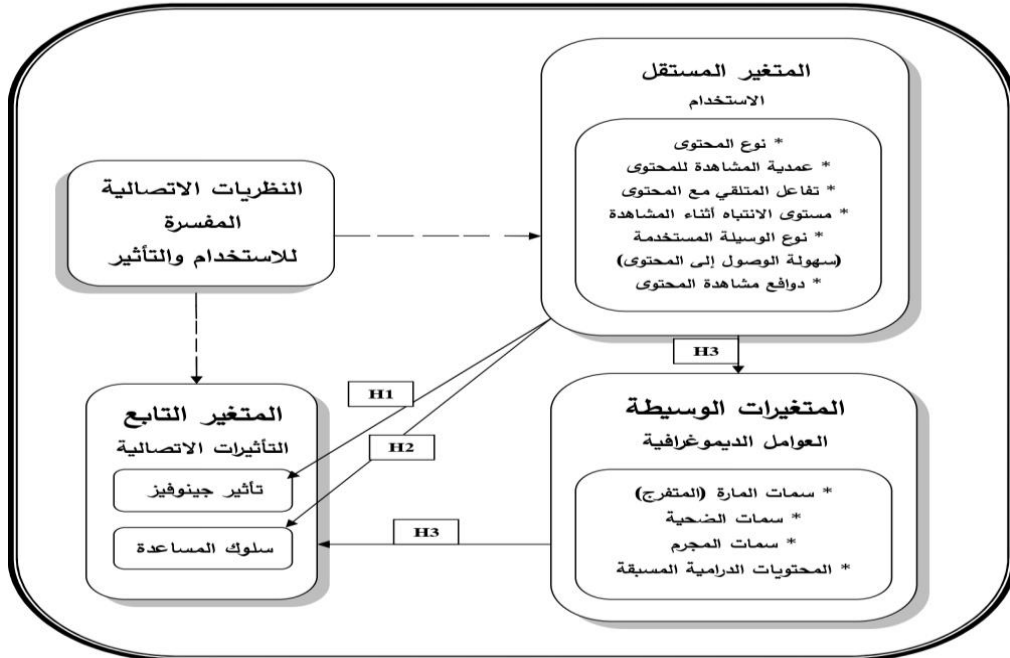 المتغير المستقل
الاستخدام
* نوع المحتوى
* عمدية المشاهدة للمحتوى
* تفاعل المتلقي مع المحتوى
* مستوى الانتباه أثناء المشاهدة
* نوع الوسيلة المستخدمة
(سهولة الوصول إلى المحتوى)
* دوافع مشاهدة المحتوى
النظريات الاتصالية
المفسرة
للاستخدام والتأثير
H3
H1
H2
المتغيرات الوسيطة
العوامل الديموغرافية
* سمات المارة (المتفرج)
* سمات الضحية
* سمات المجرم
* المحتويات الدرامية المسبقة
H3
المتغير التابع
التأثيرات الاتصالية
تأثير جينوفيز
سلوك المساعدة